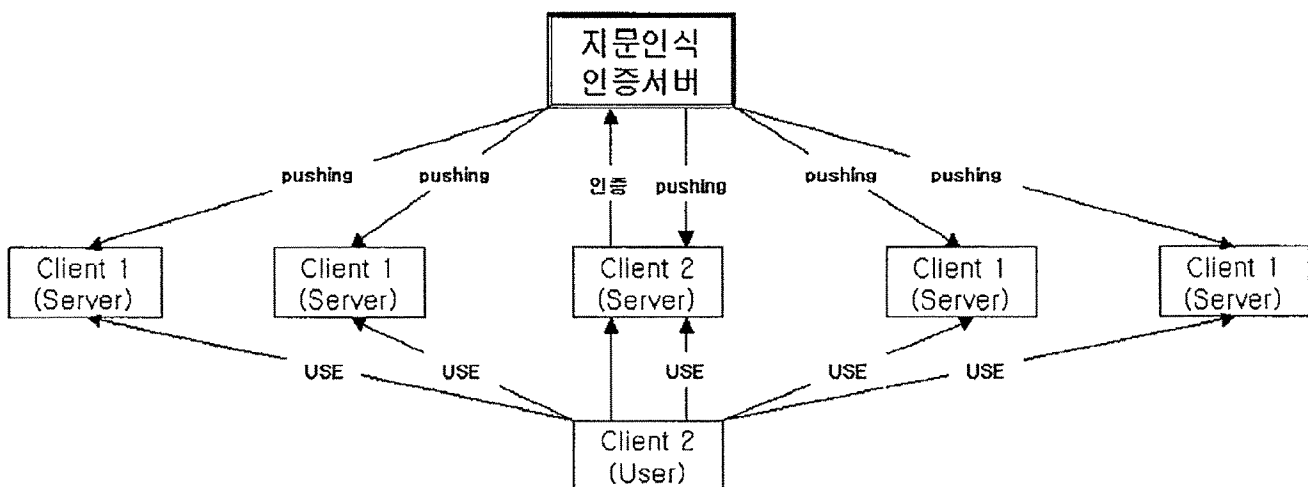 지문인식
인증서버
pushing pushing 인증 pushing pushing pushing
Client 1 Client 1 Client 2 Client 1 Client 1
(Server) (Server) (Server) (Server) (Server)
USE USE USE USE USE
Client 2
(User)